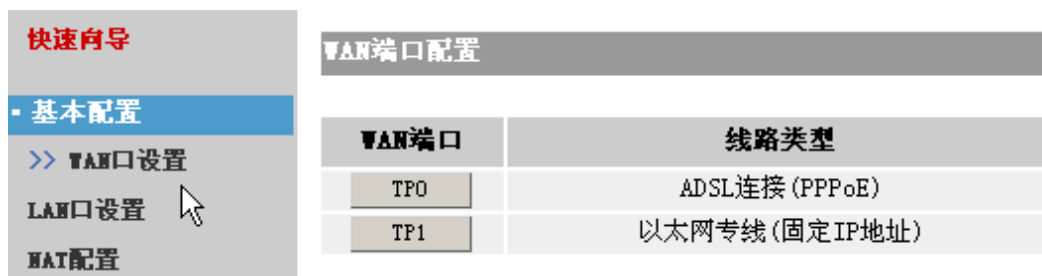 快速向导
基本配置
>> WAN口设置
LAN口设置
NAT配置
WAN端口配置
WAN端口 线路类型
TP0 ADSL连接(PPPoE)
TP1 以太网专线(固定IP地址)